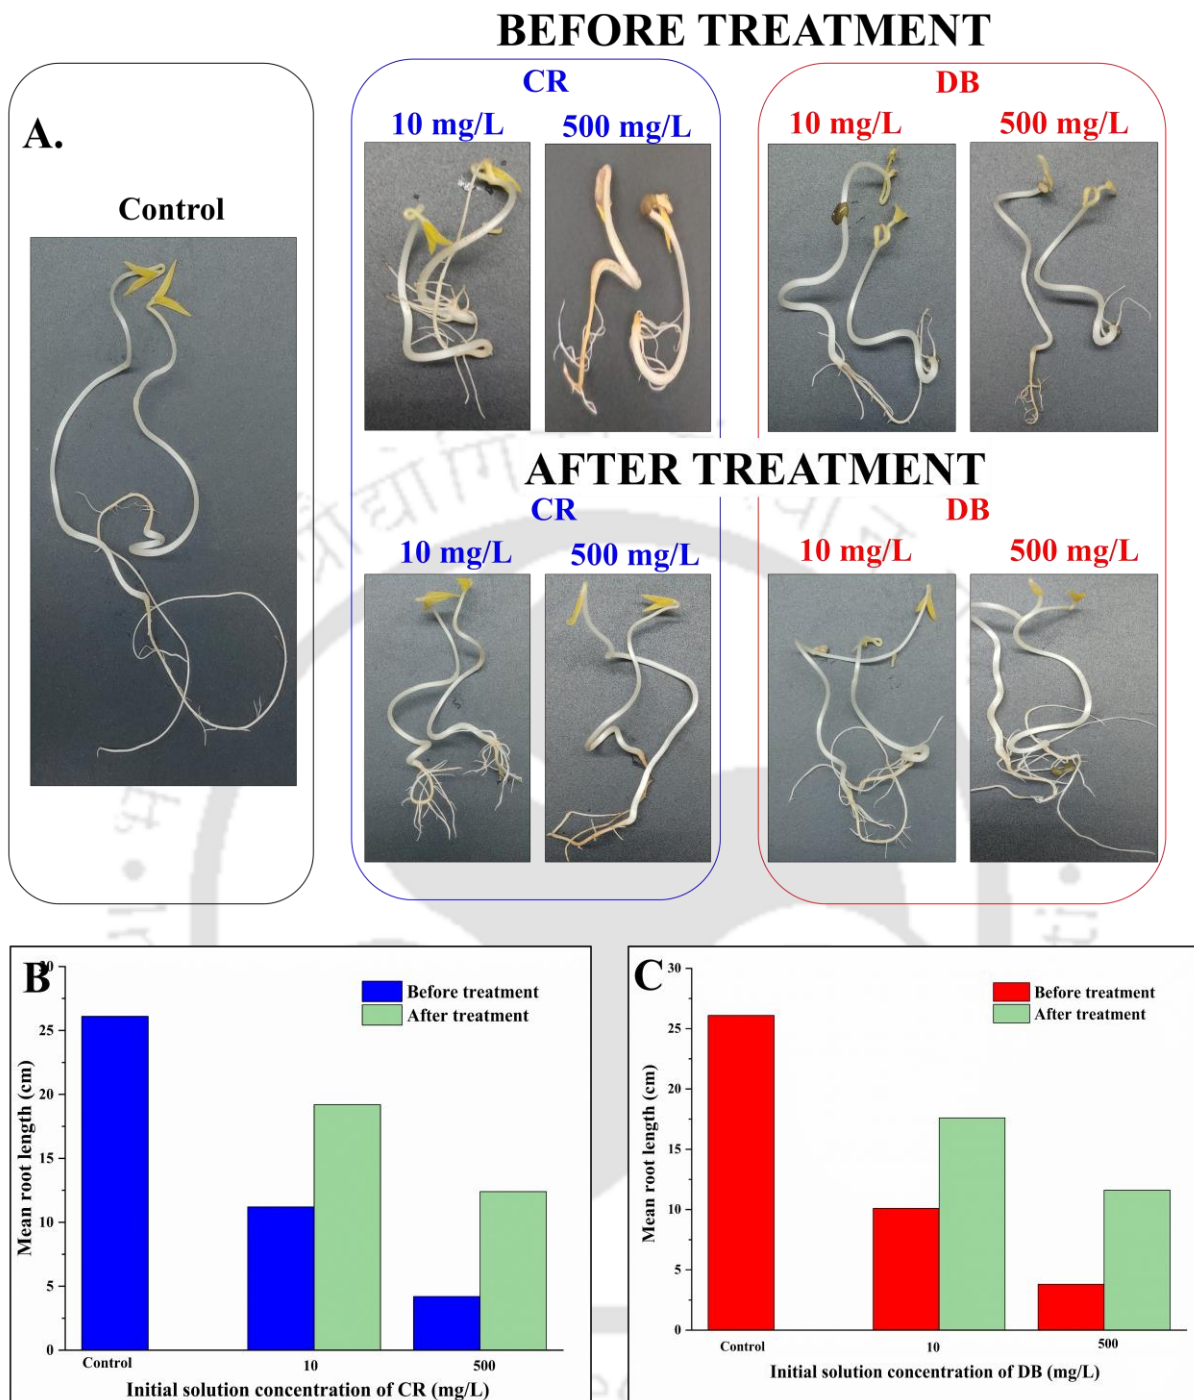 BEFORE TREATMENT
A.
Control
CR
10 mg/L 500 mg/L
DB
10 mg/L 500 mg/L
AFTER TREATMENT
CR
10 mg/L 500 mg/L
DB
10 mg/L 500 mg/L
B
Before treatment
After treatment
30
25
20
15
10
5
0
Mean root length (cm)
Control 10 500
Initial solution concentration of CR (mg/L)
C
Before treatment
After treatment
30
25
20
15
10
5
0
Mean root length (cm)
Control 10 500
Initial solution concentration of DB (mg/L)